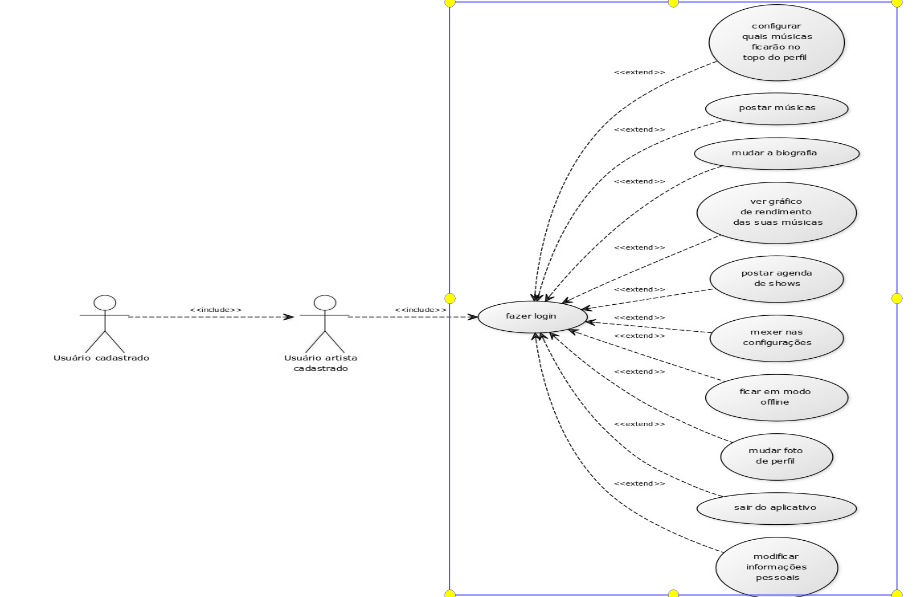 configurar
quais músicas
ficarão no
topo do perfil
<<extend>>
postar músicas
<<extend>>
mudar a biografia
<<extend>>
ver gráfico
de rendimento
das suas músicas
<<extend>>
postar agenda
de shows
<<extend>>
<<include>>
<<include>>
fazer login
<<extend>>
mexer nas
configurações
<<extend>>
Usuário cadastrado
Usuário artista
cadastrado
<<extend>>
ficar em modo
offline
<<extend>>
mudar foto
de perfil
<<extend>>
sair do aplicativo
modificar
informações
pessoais